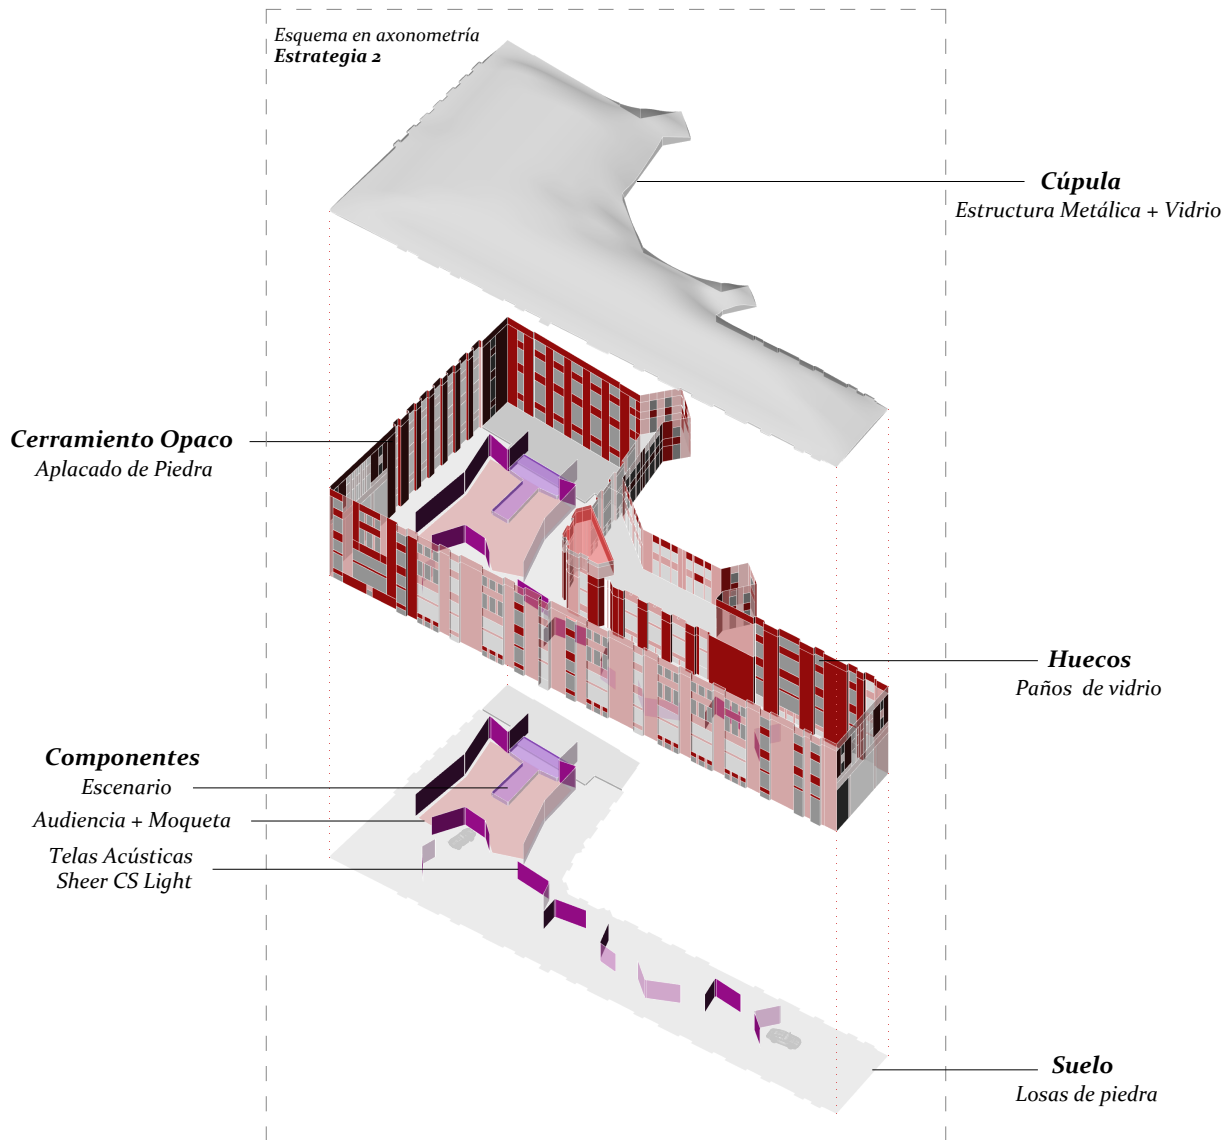 Esquema en axonometría
Estrategia 2
Cúpula
Estructura Metálica + Vidrio
Cerramiento Opaco
Aplacado de Piedra
Huecos
Paños de vidrio
Componentes
Escenario
Audiencia + Moqueta
Telas Acústicas
Sheer CS Light
Suelo
Losas de piedra